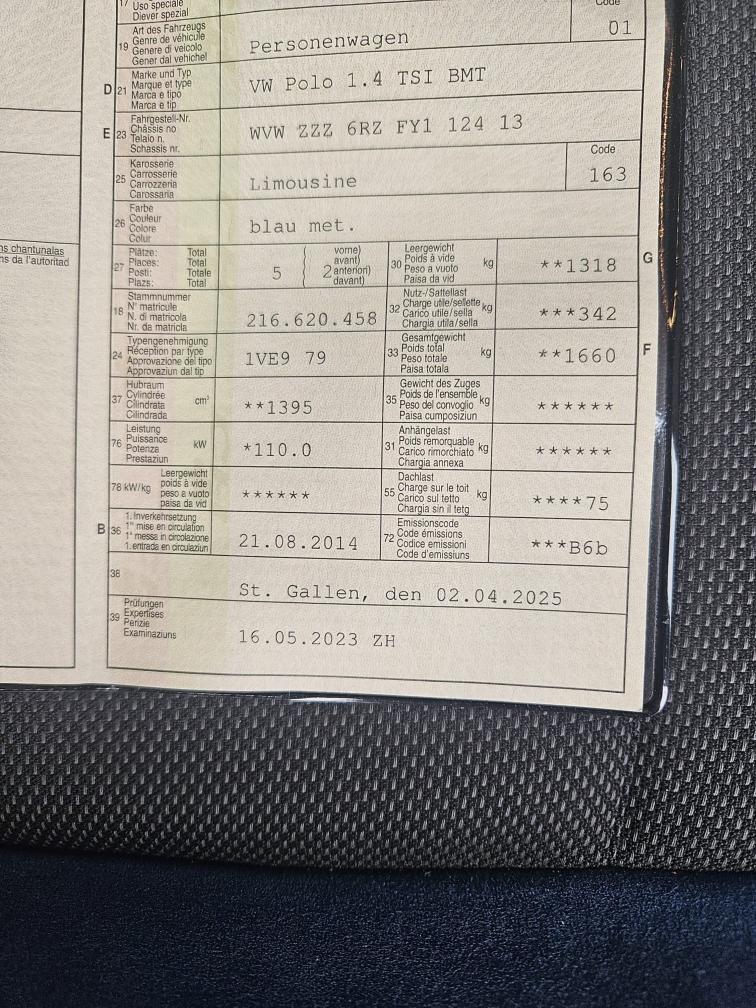 17 Uso speciale
Diever spezial
Code
Art des Fahrzeugs
Genre de véhicule
19 Genere di veicolo
Gener dal vehichel
Personenwagen
01
Marke und Typ
D 21 Marque et type
Marca e tipo
Marca e tip
VW Polo 1.4 TSI BMT
Fahrgestell-Nr.
E 23 Châssis no
Telaio n.
Schassis nr.
WVW ZZZ 6RZ FY1 124 13
Karosserie
25 Carrosserie
Carrozzeria
Carossaria
Limousine
Code
163
Farbe
26 Couleur
Colore
Colur
blau met.
ns chantunalas
ns da l'autoritad
Plätze: Total
27 Places: Total
Posti: Totale
Plazs: Total
5
vorne)
avant)
2 anteriori)
davant)
Leergewicht
30 Poids à vide kg
Peso a vuoto
Paisa da vid
**1318
G
Stammnummer
18 N° matricule
N. di matricola
Nr. da matricla
216.620.458
Nutz-/Sattellast
32 Charge utile/sellette kg
Carico utile/sella
Chargia utila/sella
***342
Typengenehmigung
24 Réception par type
Approvazione del tipo
Approvaziun dal tip
1VE9 79
Gesamtgewicht
33 Poids total kg
Peso totale
Paisa totala
**1660
F
Hubraum
37 Cylindrée cm³
Cilindrata
Cilindrada
**1395
Gewicht des Zuges
35 Poids de l'ensemble kg
Peso del convoglio
Paisa cumposiziun
******
Leistung
76 Puissance kW
Potenza
Prestaziun
*110.0
Anhängelast
31 Poids remorquable kg
Carico rimorchiato
Chargia annexa
******
Leergewicht
78 kW/kg poids à vide
peso a vuoto
paisa da vid
******
Dachlast
55 Charge sur le toit kg
Carico sul tetto
Chargia sin il tetg
****75
1. Inverkehrsetzung
B 36 1re mise en circulation
1a messa in circolazione
1. entrada en circulaziun
21.08.2014
Emissionscode
72 Code émissions
Codice emissioni
Code d'emissiuns
***B6b
38
St. Gallen, den 02.04.2025
Prüfungen
39 Expertises
Perizie
Examinaziuns
16.05.2023 ZH